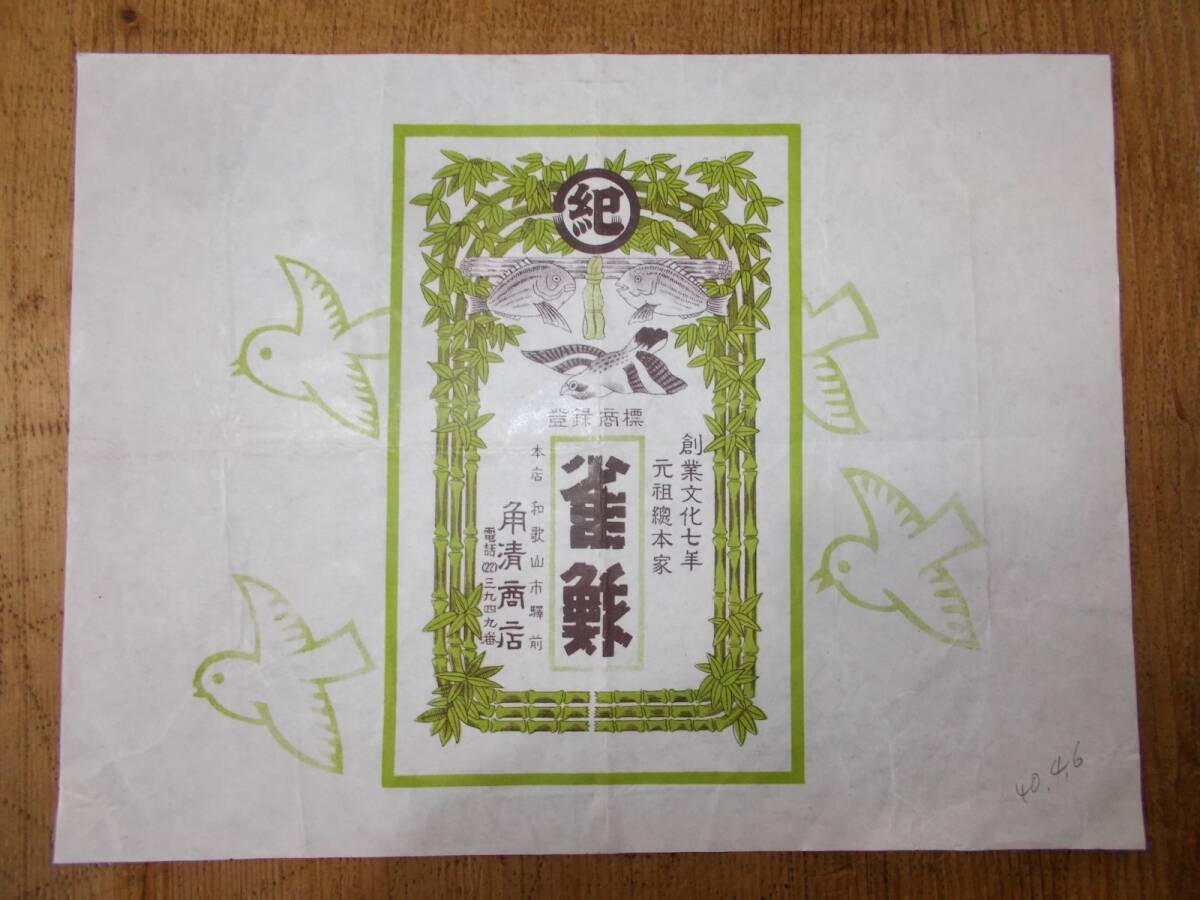 紀
登録商標
創業文化七年
元祖總本家
雀鮓
本店 和歌山市驛前
角清商店
電話(22)三九四九番
40.4.6